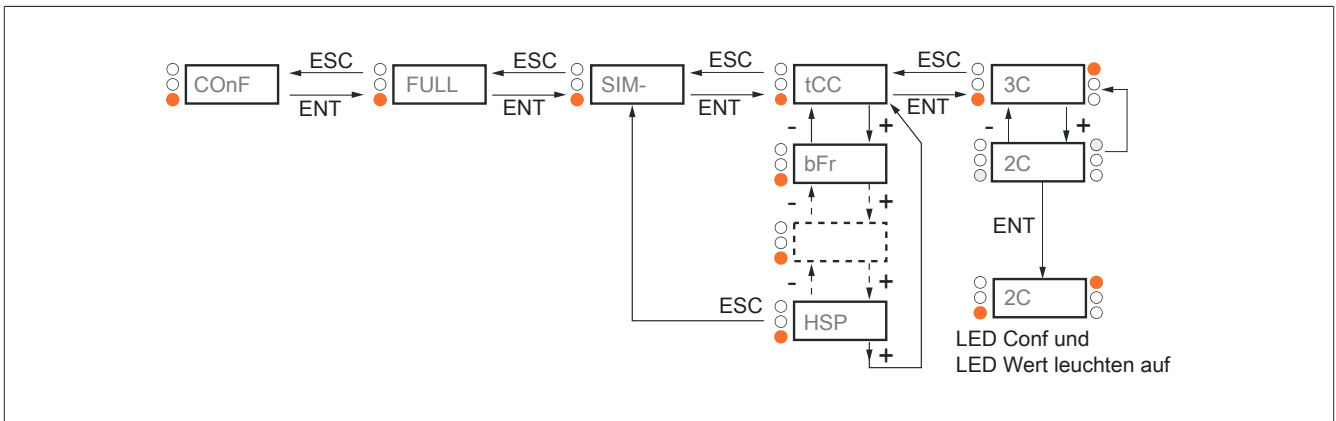 ESC
ESC
ESC
ESC
COnF
FULL
SIM-
tCC
3C
ENT
ENT
ENT
ENT
-
+
-
+
bFr
2C
-
+
ENT
-
+
ESC
HSP
2C
+
LED Conf und
LED Wert leuchten auf